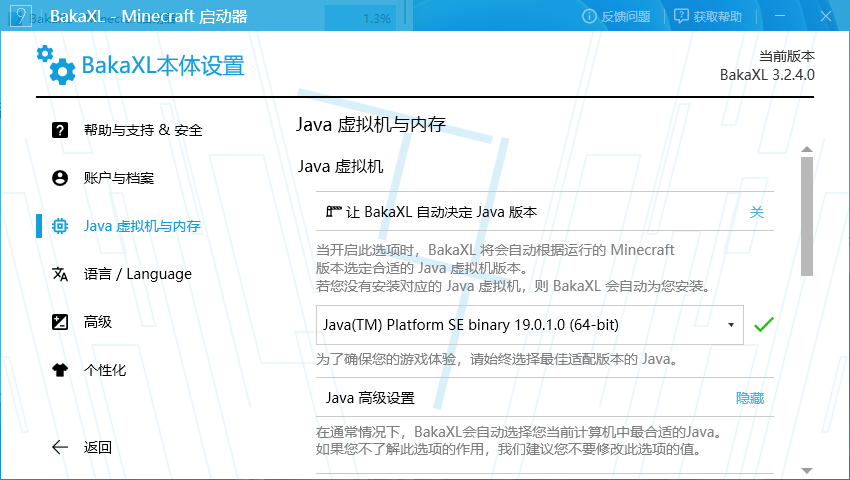 BakaXL - Minecraft 启动器
1.3%
反馈问题
获取帮助
BakaXL本体设置
当前版本
BakaXL 3.2.4.0
帮助与支持 & 安全
账户与档案
Java 虚拟机与内存
语言 / Language
高级
个性化
返回
Java 虚拟机与内存
Java 虚拟机
让 BakaXL 自动决定 Java 版本
关
当开启此选项时，BakaXL 将会自动根据运行的 Minecraft
版本选定合适的 Java 虚拟机版本。
若您没有安装对应的 Java 虚拟机，则 BakaXL 会自动为您安装。
Java(TM) Platform SE binary 19.0.1.0 (64-bit)
为了确保您的游戏体验，请始终选择最佳适配版本的 Java。
Java 高级设置
隐藏
在通常情况下，BakaXL会自动选择您当前计算机中最合适的Java。
如果您不了解此选项的作用，我们建议您不要修改此选项的值。